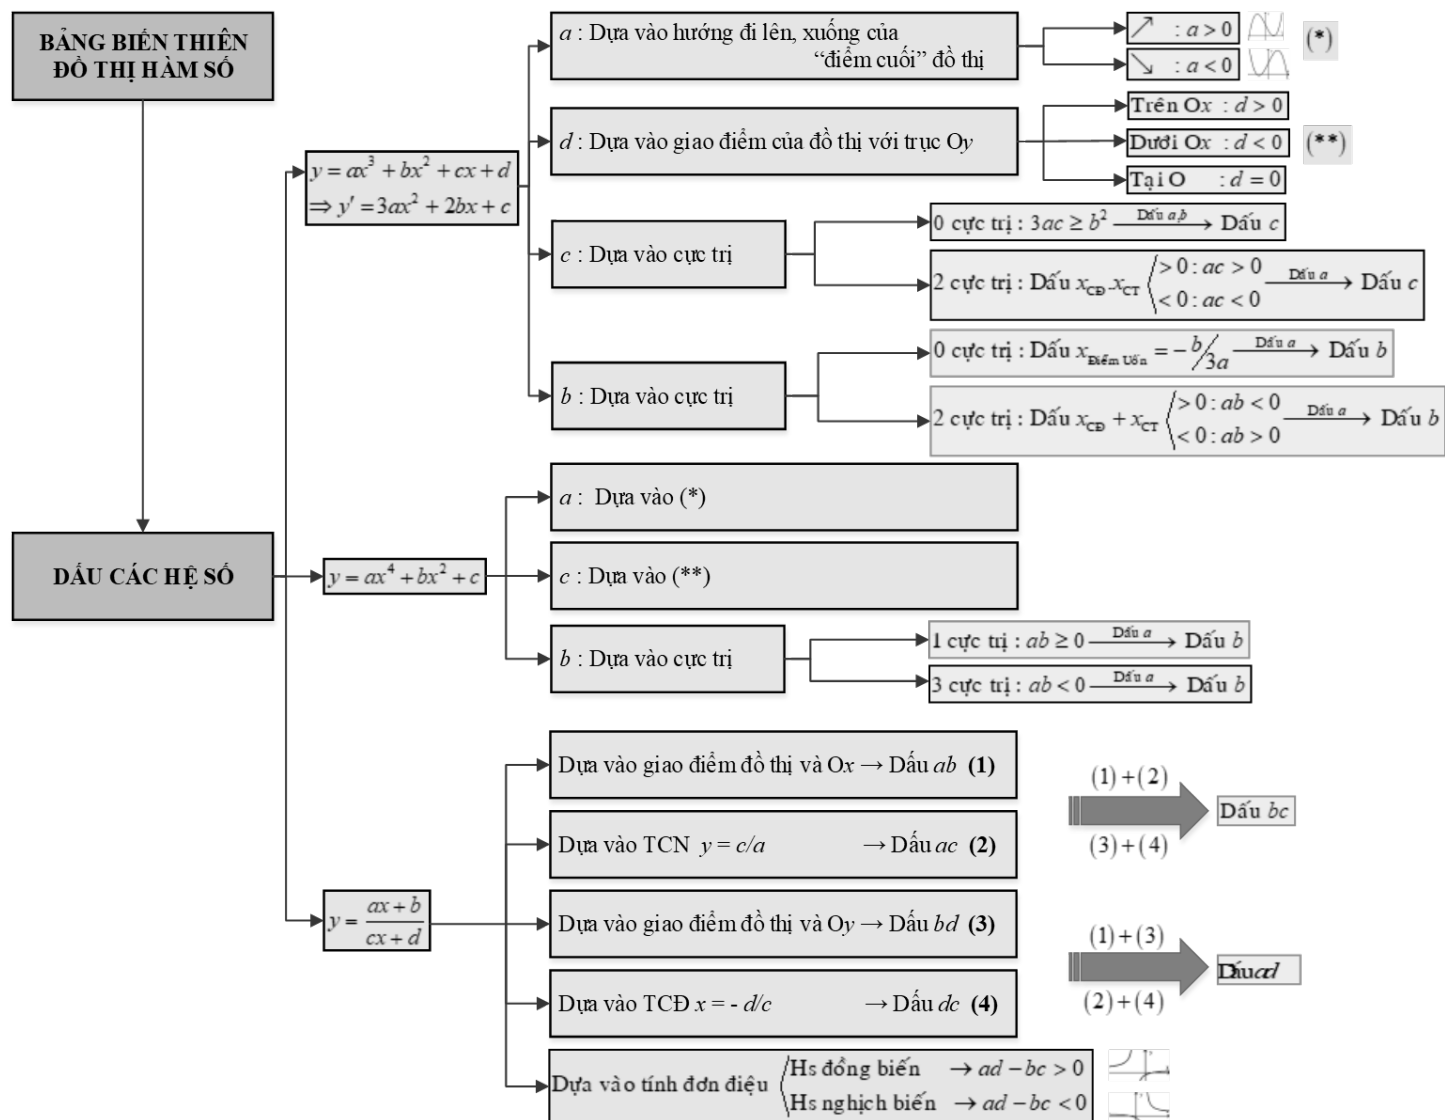 BẢNG BIẾN THIÊN
ĐỒ THỊ HÀM SỐ
DẤU CÁC HỆ SỐ
y = ax³ + bx² + cx + d
⇒ y' = 3ax² + 2bx + c
a : Dựa vào hướng đi lên, xuống của
“điểm cuối” đồ thị
↗ : a > 0
↘ : a < 0
(*)
d : Dựa vào giao điểm của đồ thị với trục Oy
Trên Ox : d > 0
Dưới Ox : d < 0
Tại O : d = 0
(**)
c : Dựa vào cực trị
0 cực trị : 3ac ≥ b² —Dấu a,b→ Dấu c
2 cực trị : Dấu x_CĐ.x_CT ⟨ > 0 : ac > 0
< 0 : ac < 0 —Dấu a→ Dấu c
b : Dựa vào cực trị
0 cực trị : Dấu x_Điểm Uốn = −b/3a —Dấu a→ Dấu b
2 cực trị : Dấu x_CĐ + x_CT ⟨ > 0 : ab < 0
< 0 : ab > 0 —Dấu a→ Dấu b
y = ax⁴ + bx² + c
a : Dựa vào (*)
c : Dựa vào (**)
b : Dựa vào cực trị
1 cực trị : ab ≥ 0 —Dấu a→ Dấu b
3 cực trị : ab < 0 —Dấu a→ Dấu b
y = (ax + b)/(cx + d)
Dựa vào giao điểm đồ thị và Ox → Dấu ab (1)
Dựa vào TCN y = c/a → Dấu ac (2)
Dựa vào giao điểm đồ thị và Oy → Dấu bd (3)
Dựa vào TCĐ x = - d/c → Dấu dc (4)
Dựa vào tính đơn điệu ⟨ Hs đồng biến → ad − bc > 0
Hs nghịch biến → ad − bc < 0
(1)+(2)
(3)+(4)
Dấu bc
(1)+(3)
(2)+(4)
Dấu ad